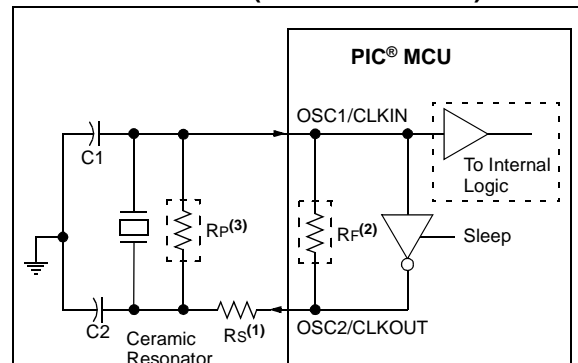 PIC® MCU
OSC1/CLKIN
C1
To Internal
Logic
RP(3)
RF(2)
Sleep
C2
Ceramic
Resonator
RS(1)
OSC2/CLKOUT